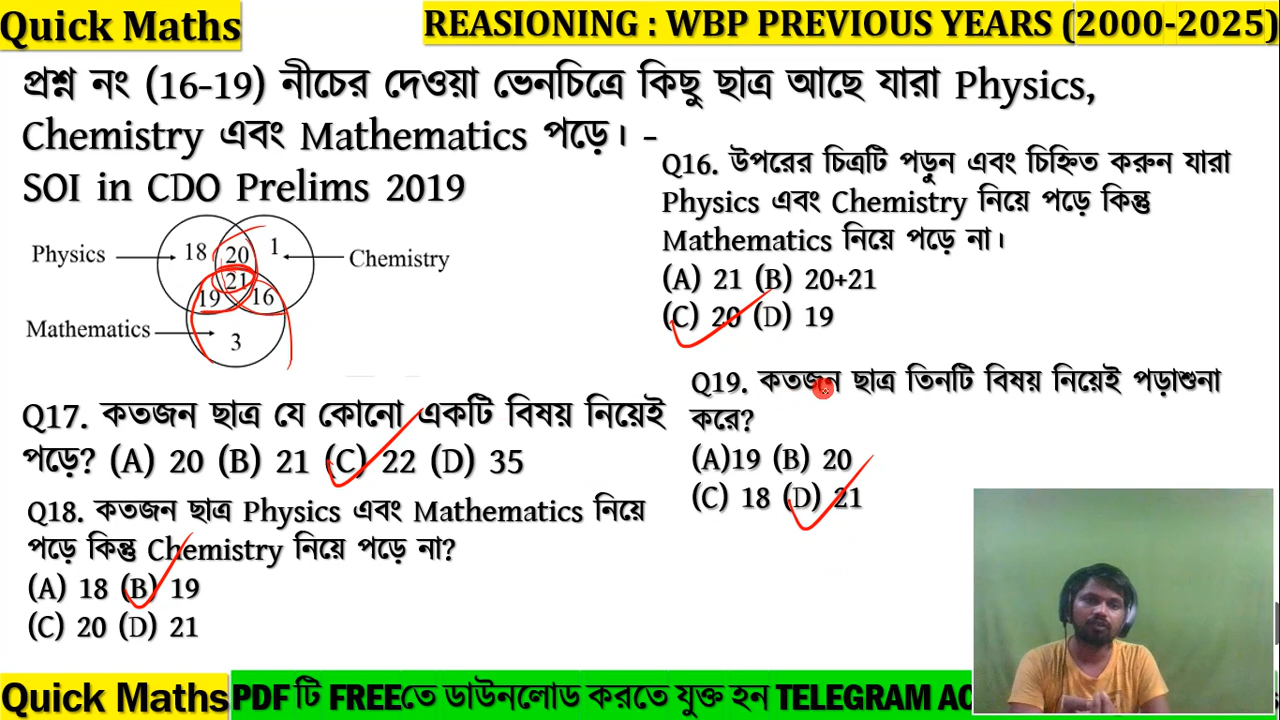 Quick Maths
REASONING : WBP PREVIOUS YEARS (2000-2025)
প্রশ্ন নং (16-19) নীচের দেওয়া ভেনচিত্রে কিছু ছাত্র আছে যারা Physics,
Chemistry এবং Mathematics পড়ে। -
SOI in CDO Prelims 2019
Physics
18
20
1
Chemistry
21
19
16
Mathematics
3
Q16. উপরের চিত্রটি পড়ুন এবং চিহ্নিত করুন যারা
Physics এবং Chemistry নিয়ে পড়ে কিন্তু
Mathematics নিয়ে পড়ে না।
(A) 21 (B) 20+21
(C) 20 (D) 19
Q17. কতজন ছাত্র যে কোনো একটি বিষয় নিয়েই
পড়ে? (A) 20 (B) 21 (C) 22 (D) 35
Q18. কতজন ছাত্র Physics এবং Mathematics নিয়ে
পড়ে কিন্তু Chemistry নিয়ে পড়ে না?
(A) 18 (B) 19
(C) 20 (D) 21
Q19. কতজন ছাত্র তিনটি বিষয় নিয়েই পড়াশুনা
করে?
(A)19 (B) 20
(C) 18 (D) 21
Quick Maths
PDF টি FREEতে ডাউনলোড করতে যুক্ত হন TELEGRAM